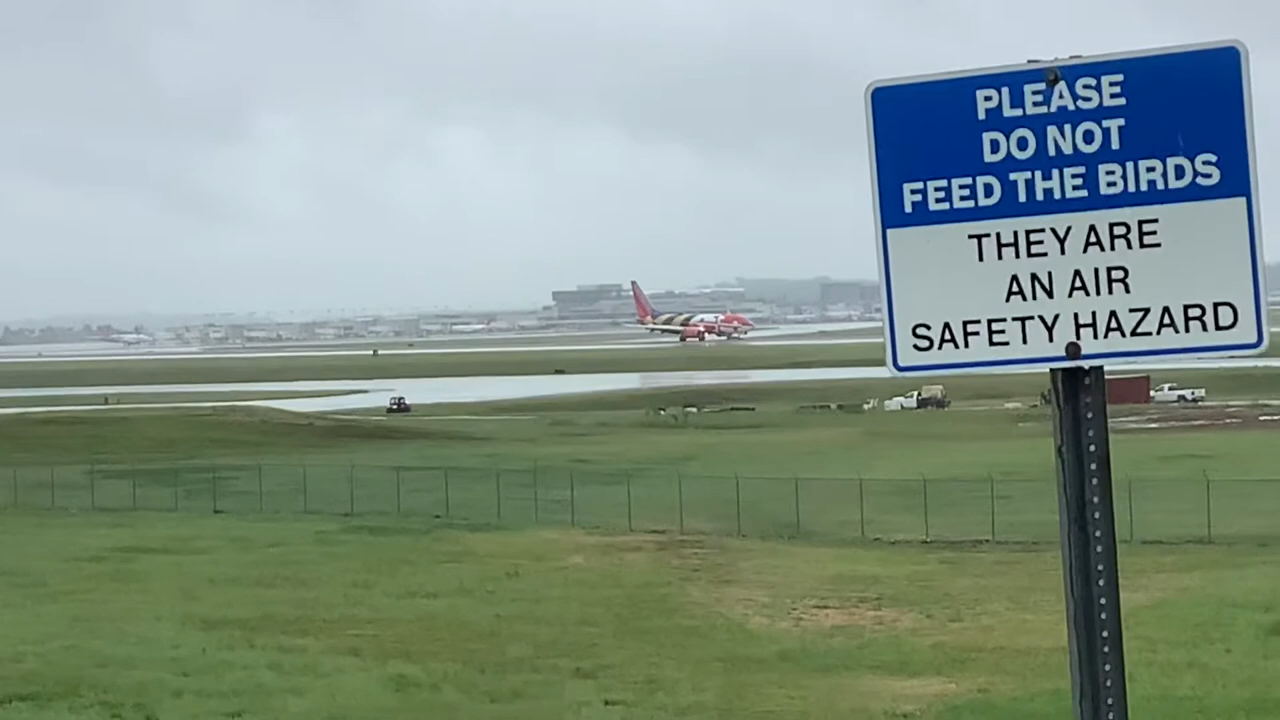 PLEASE
DO NOT
FEED THE BIRDS
THEY ARE
AN AIR
SAFETY HAZARD